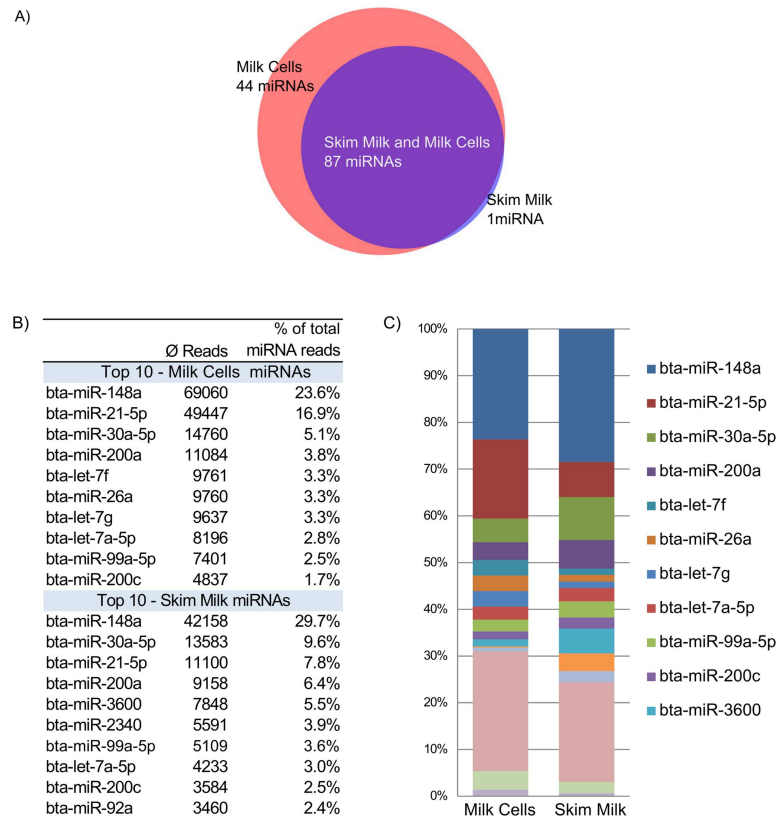 A)
Milk Cells
44 miRNAs
Skim Milk and Milk Cells
87 miRNAs
Skim Milk
1miRNA
B)
% of total
Ø Reads miRNA reads
Top 10 - Milk Cells miRNAs
bta-miR-148a 69060 23.6%
bta-miR-21-5p 49447 16.9%
bta-miR-30a-5p 14760 5.1%
bta-miR-200a 11084 3.8%
bta-let-7f 9761 3.3%
bta-miR-26a 9760 3.3%
bta-let-7g 9637 3.3%
bta-let-7a-5p 8196 2.8%
bta-miR-99a-5p 7401 2.5%
bta-miR-200c 4837 1.7%
Top 10 - Skim Milk miRNAs
bta-miR-148a 42158 29.7%
bta-miR-30a-5p 13583 9.6%
bta-miR-21-5p 11100 7.8%
bta-miR-200a 9158 6.4%
bta-miR-3600 7848 5.5%
bta-miR-2340 5591 3.9%
bta-miR-99a-5p 5109 3.6%
bta-let-7a-5p 4233 3.0%
bta-miR-200c 3584 2.5%
bta-miR-92a 3460 2.4%
C)
100%
90%
80%
70%
60%
50%
40%
30%
20%
10%
0%
Milk Cells Skim Milk
bta-miR-148a
bta-miR-21-5p
bta-miR-30a-5p
bta-miR-200a
bta-let-7f
bta-miR-26a
bta-let-7g
bta-let-7a-5p
bta-miR-99a-5p
bta-miR-200c
bta-miR-3600